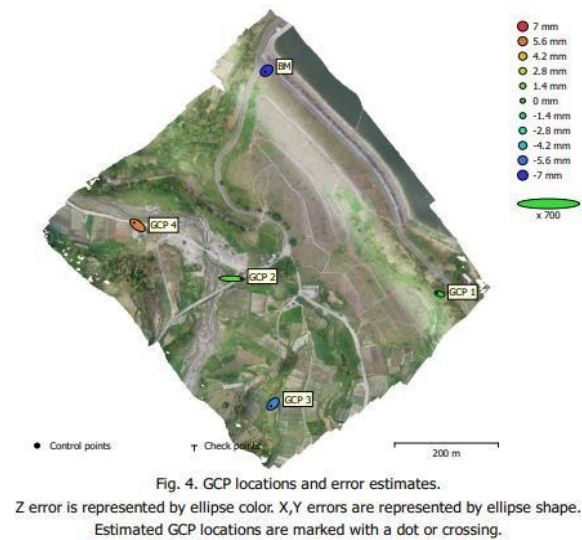 7 mm
5.6 mm
4.2 mm
2.8 mm
1.4 mm
0 mm
-1.4 mm
-2.8 mm
-4.2 mm
-5.6 mm
-7 mm
x 700
BM
GCP 4
GCP 2
GCP 1
GCP 3
Control points
Check points
200 m
Fig. 4. GCP locations and error estimates.
Z error is represented by ellipse color. X,Y errors are represented by ellipse shape.
Estimated GCP locations are marked with a dot or crossing.